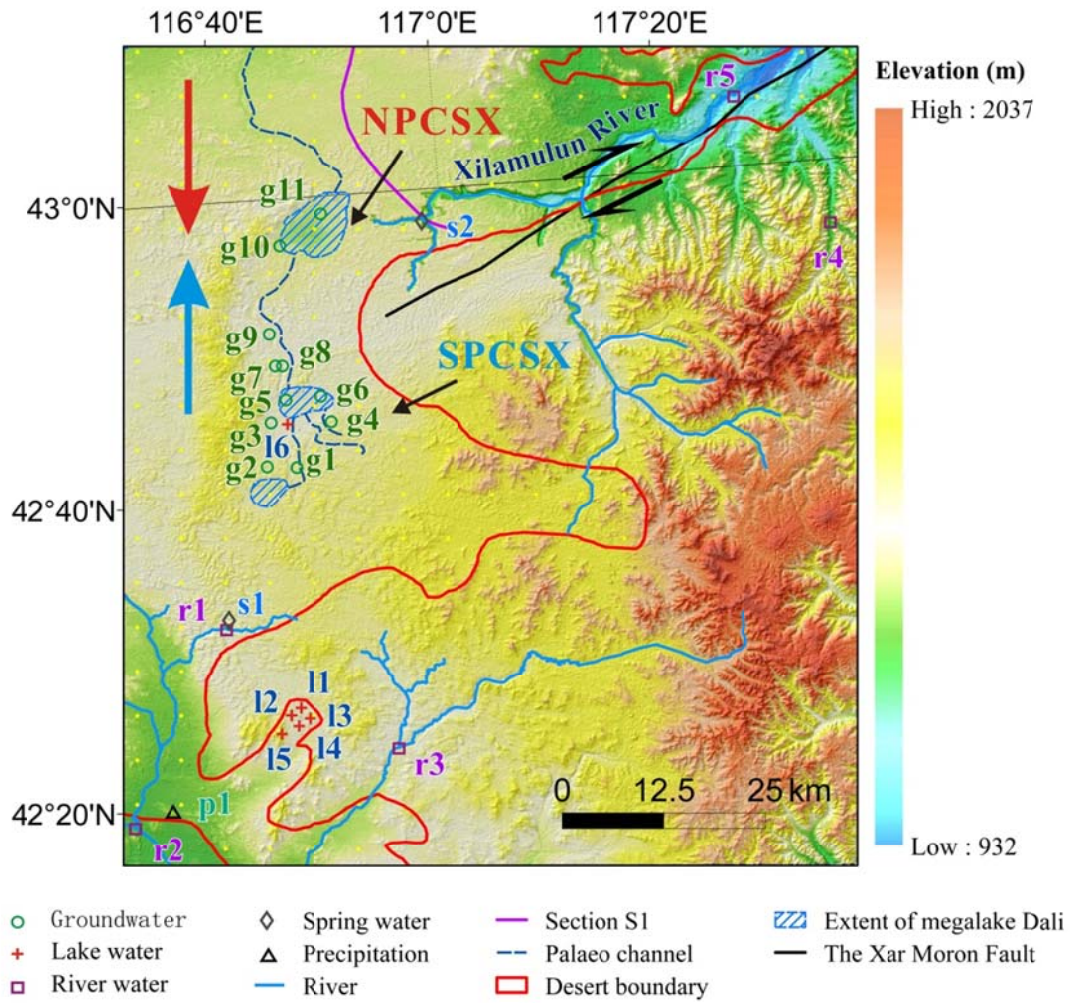 116°40'E 117°0'E 117°20'E
Elevation (m)
High : 2037
r5
NPCSX
Xilamulun River
g11
43°0'N
s2
r4
g10
g9
g8
SPCSX
g7
g6
g5
g4
g3
l6
g2
g1
42°40'N
r1
s1
l1
l2
l3
l4
l5
r3
0 12.5 25 km
42°20'N
p1
r2
Low : 932
Groundwater Spring water Section S1 Extent of megalake Dali
Lake water Precipitation Palaeo channel The Xar Moron Fault
River water River Desert boundary